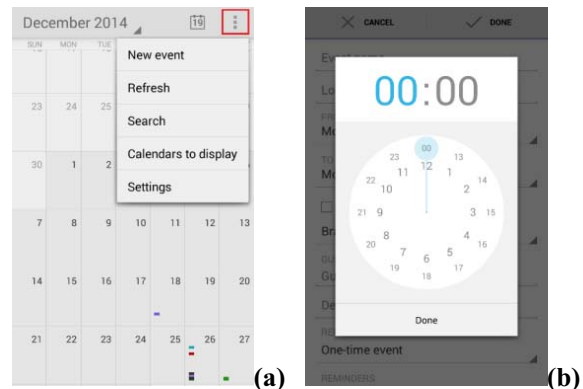 December 2014
19
SUN MON TUE
New event
Refresh
Search
Calendars to display
Settings
23 24 25
30 1 2
7 8 9 10 11 12 13
14 15 16 17 18 19 20
21 22 23 24 25 26 27
(a)
CANCEL DONE
Event name
00:00
00
23 13
11 12 1
22 14
10 2
21 9 3 15
8 4
20 16
7 6 5
19 18 17
Done
One-time event
REMINDERS
(b)